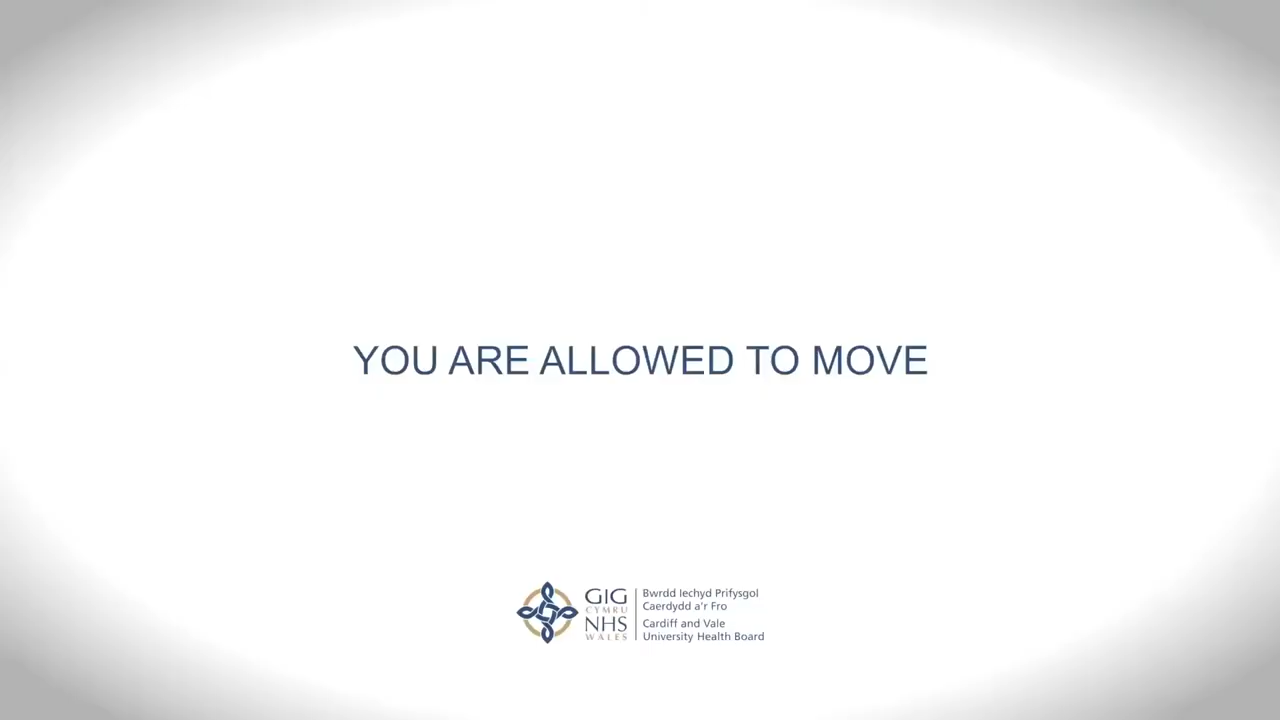 YOU ARE ALLOWED TO MOVE
GIG
CYMRU
NHS
WALES
Bwrdd Iechyd Prifysgol
Caerdydd a'r Fro
Cardiff and Vale
University Health Board